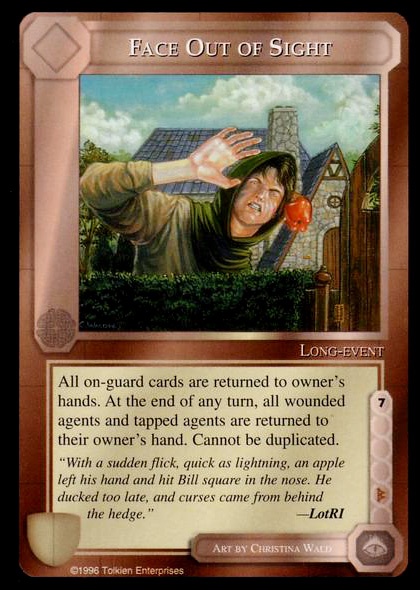 FACE OUT OF SIGHT
LONG-EVENT
All on-guard cards are returned to owner's
hands. At the end of any turn, all wounded
agents and tapped agents are returned to
their owner's hand. Cannot be duplicated.
7
"With a sudden flick, quick as lightning, an apple
left his hand and hit Bill square in the nose. He
ducked too late, and curses came from behind
the hedge." —LotRI
ART BY CHRISTINA WALD
©1996 Tolkien Enterprises